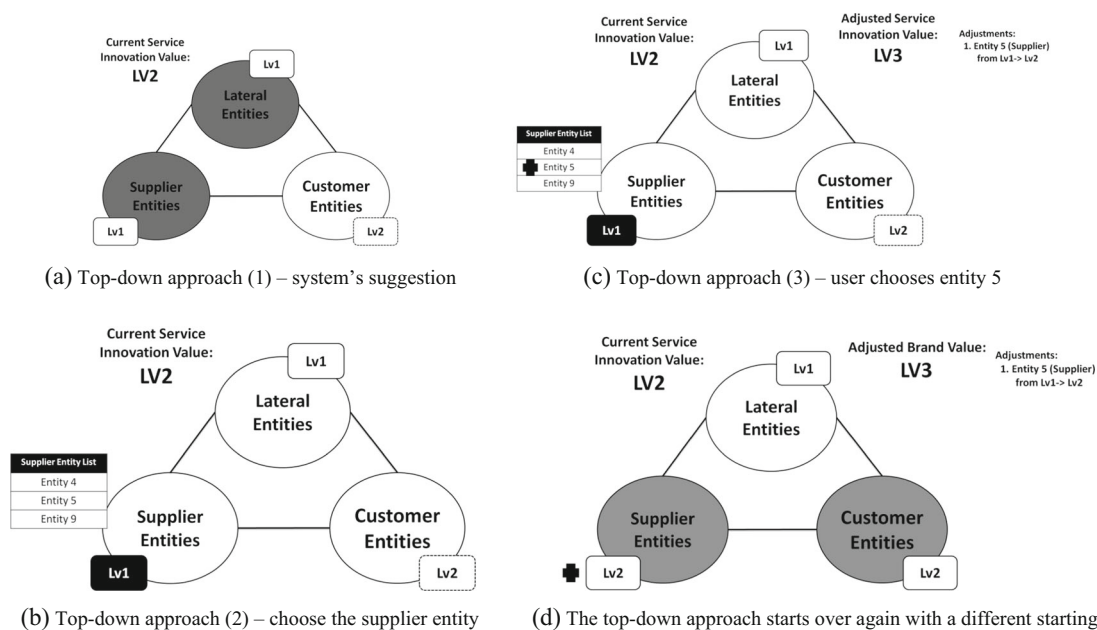 Current Service
Innovation Value:
LV2
Lv1
Lateral
Entities
Supplier
Entities
Lv1
Customer
Entities
Lv2
(a) Top-down approach (1) – system's suggestion
Current Service
Innovation Value:
LV2
Lv1
Lateral
Entities
Supplier Entity List
Entity 4
Entity 5
Entity 9
Supplier
Entities
Lv1
Customer
Entities
Lv2
(b) Top-down approach (2) – choose the supplier entity
Current Service
Innovation Value:
LV2
Lv1
Lateral
Entities
Adjusted Service
Innovation Value:
LV3
Adjustments:
1. Entity 5 (Supplier)
from Lv1-> Lv2
Supplier Entity List
Entity 4
Entity 5
Entity 9
Supplier
Entities
Lv1
Customer
Entities
Lv2
(c) Top-down approach (3) – user chooses entity 5
Current Service
Innovation Value:
LV2
Lv1
Lateral
Entities
Adjusted Brand Value:
LV3
Adjustments:
1. Entity 5 (Supplier)
from Lv1-> Lv2
Supplier
Entities
Lv2
Customer
Entities
Lv2
(d) The top-down approach starts over again with a different starting